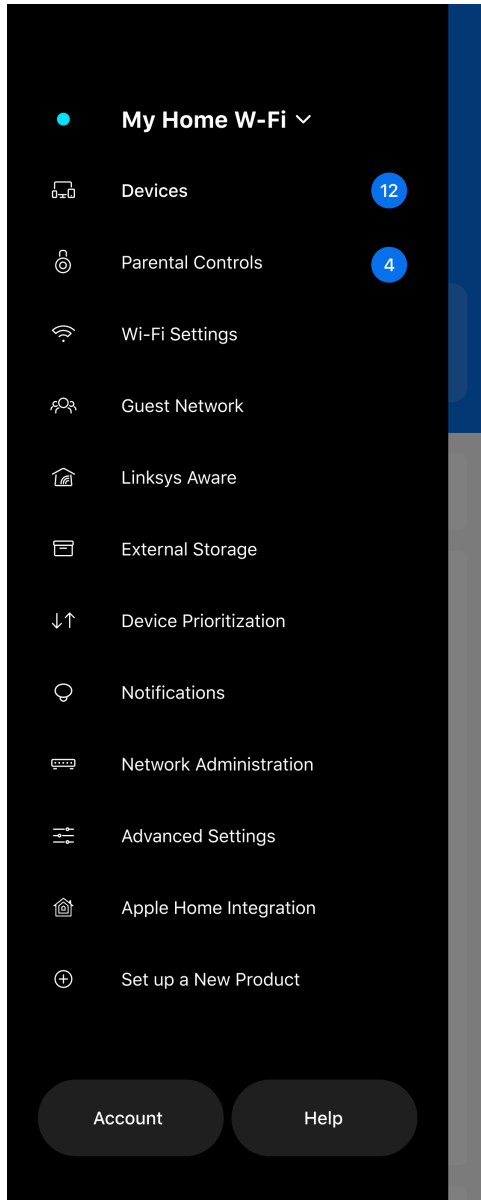 My Home W-Fi
Devices 12
Parental Controls 4
Wi-Fi Settings
Guest Network
Linksys Aware
External Storage
Device Prioritization
Notifications
Network Administration
Advanced Settings
Apple Home Integration
Set up a New Product
Account Help